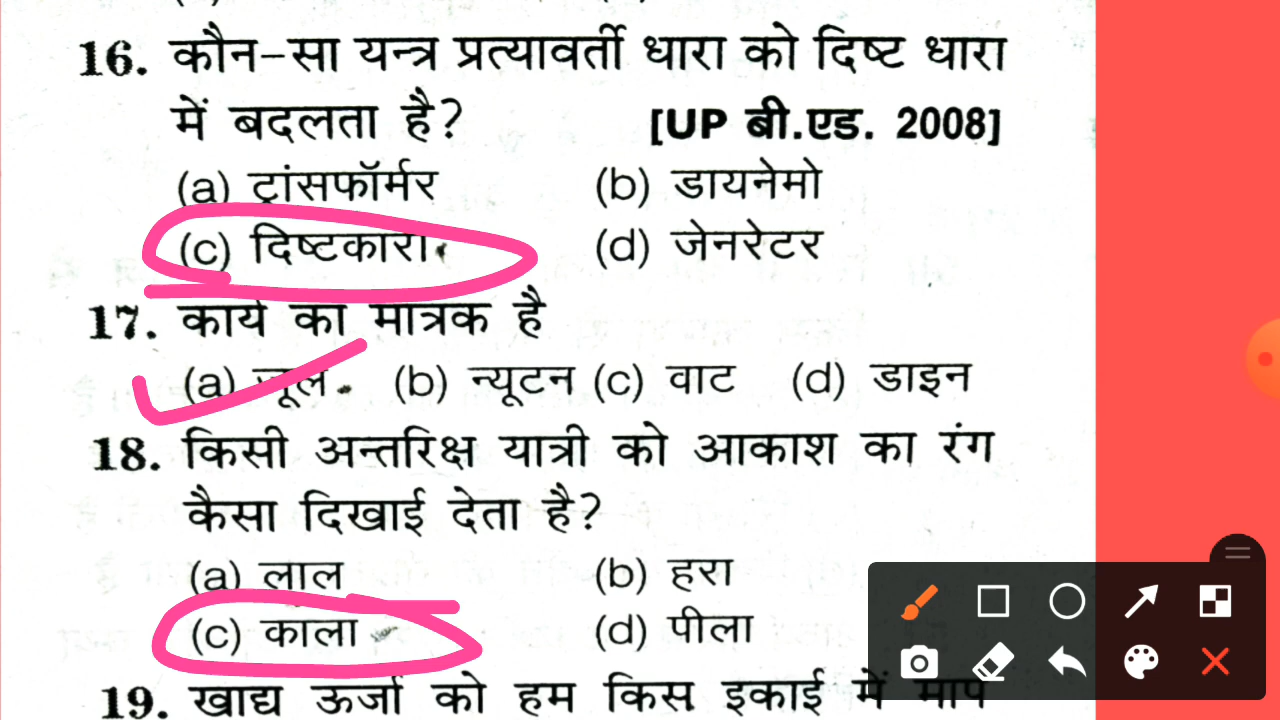 16. कौन-सा यन्त्र प्रत्यावर्ती धारा को दिष्ट धारा
में बदलता है? [UP बी.एड. 2008]
(a) ट्रांसफॉर्मर (b) डायनेमो
(c) दिष्टकारी (d) जेनरेटर
17. कार्य का मात्रक है
(a) जूल (b) न्यूटन (c) वाट (d) डाइन
18. किसी अन्तरिक्ष यात्री को आकाश का रंग
कैसा दिखाई देता है?
(a) लाल (b) हरा
(c) काला (d) पीला
19. खाद्य ऊर्जा को हम किस इकाई में माप